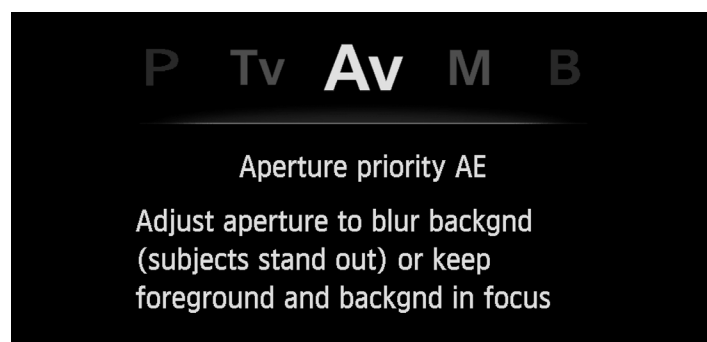 P Tv Av M B
Aperture priority AE
Adjust aperture to blur backgnd
(subjects stand out) or keep
foreground and backgnd in focus